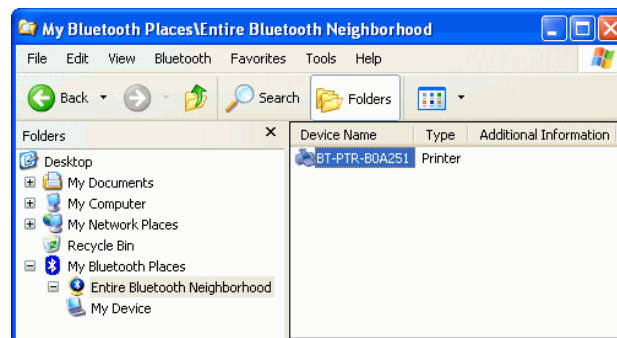 My Bluetooth Places\Entire Bluetooth Neighborhood
File Edit View Bluetooth Favorites Tools Help
Back Search Folders
Folders
Desktop
My Documents
My Computer
My Network Places
Recycle Bin
My Bluetooth Places
Entire Bluetooth Neighborhood
My Device
Device Name Type Additional Information
BT-PTR-B0A251 Printer